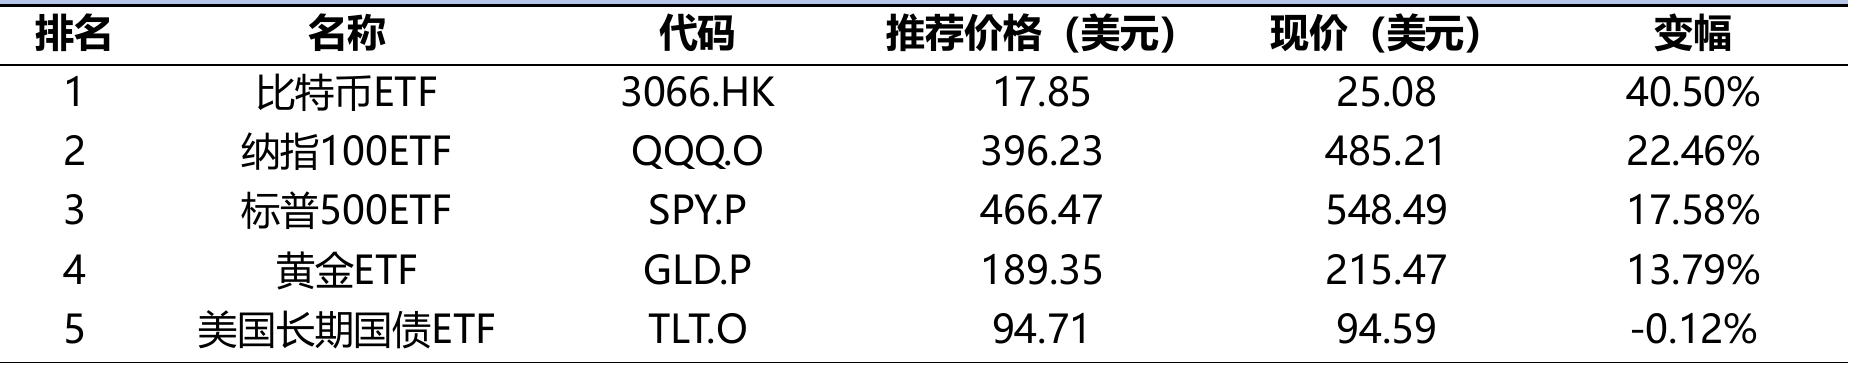 排名 名称 代码 推荐价格（美元） 现价（美元） 变幅
1 比特币ETF 3066.HK 17.85 25.08 40.50%
2 纳指100ETF QQQ.O 396.23 485.21 22.46%
3 标普500ETF SPY.P 466.47 548.49 17.58%
4 黄金ETF GLD.P 189.35 215.47 13.79%
5 美国长期国债ETF TLT.O 94.71 94.59 -0.12%